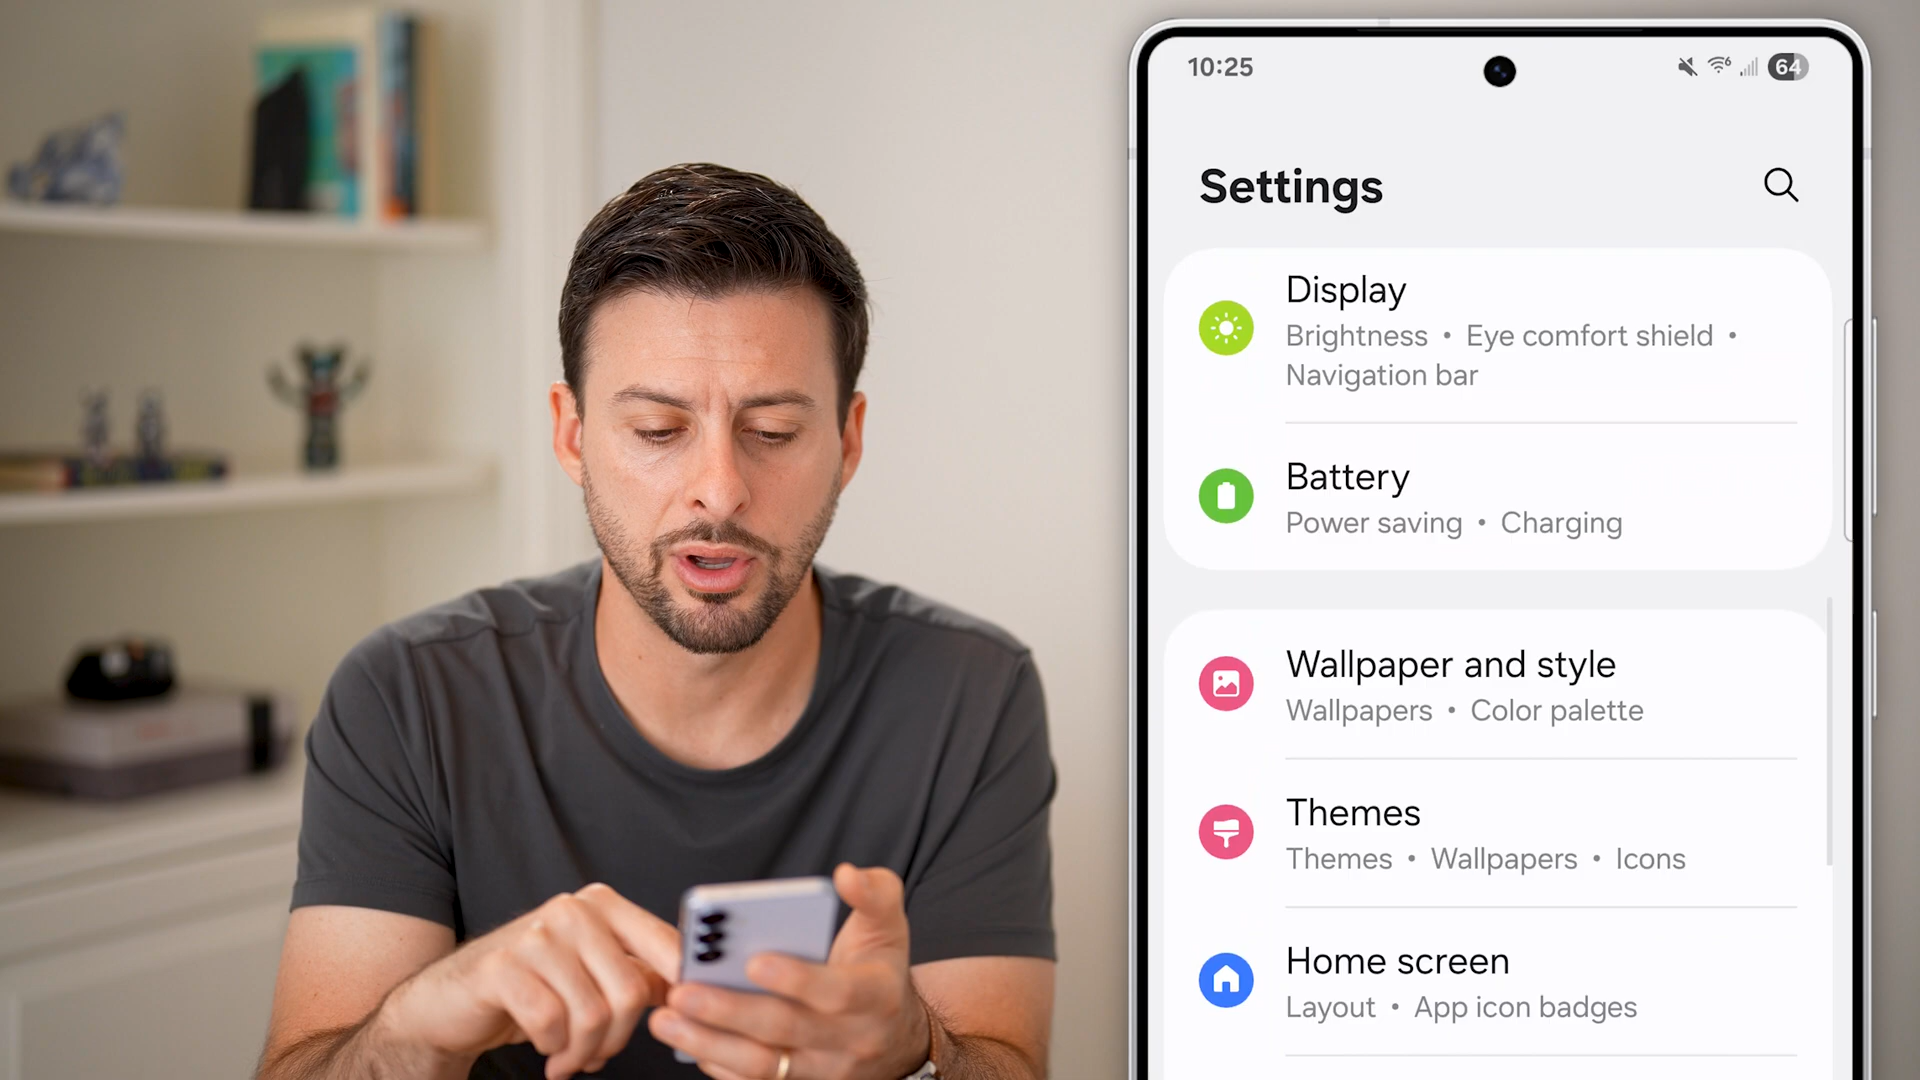 10:25
6
64
Settings
Display
Brightness • Eye comfort shield •
Navigation bar
Battery
Power saving • Charging
Wallpaper and style
Wallpapers • Color palette
Themes
Themes • Wallpapers • Icons
Home screen
Layout • App icon badges